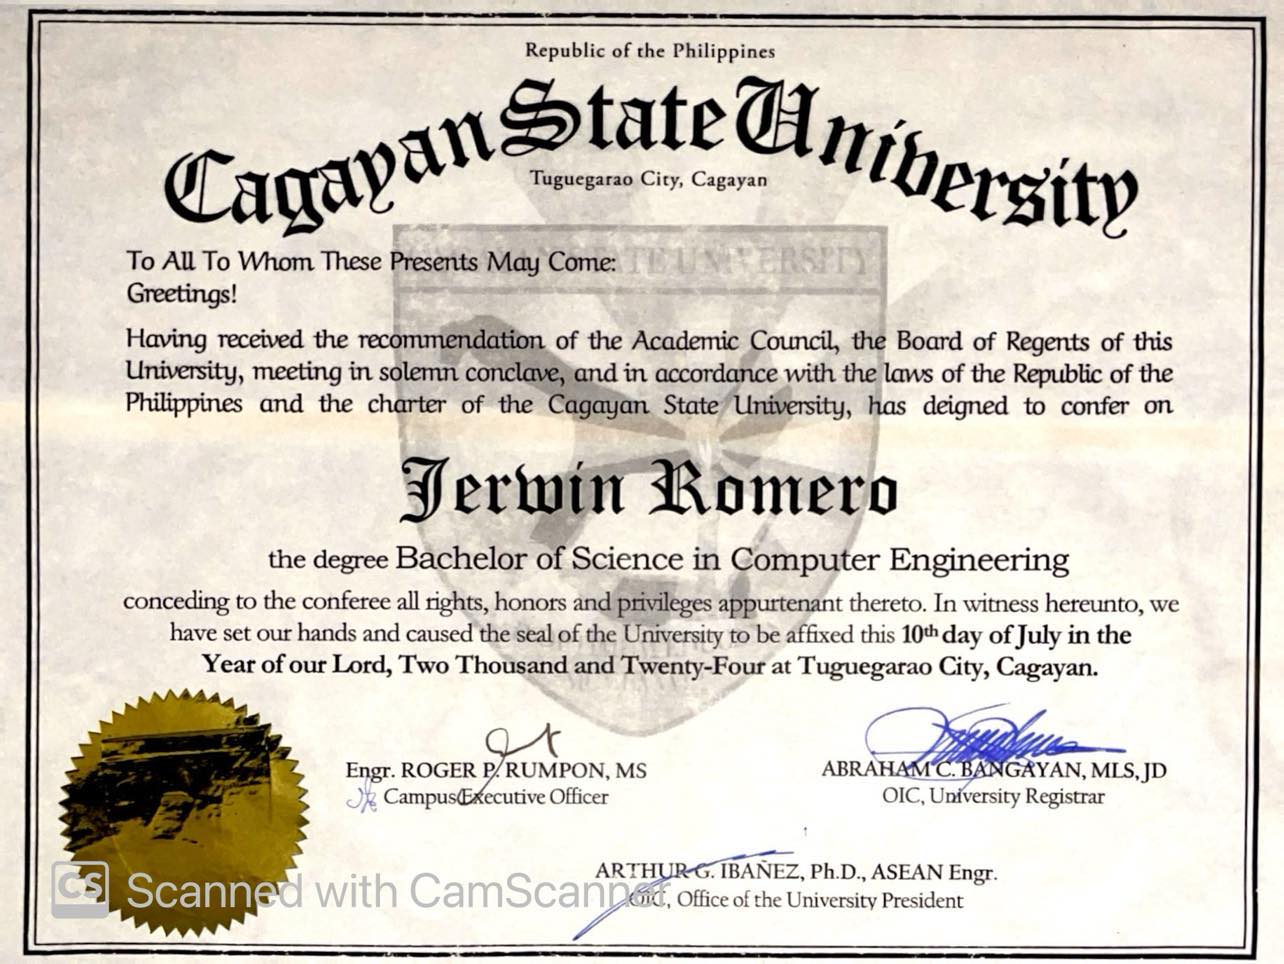 Republic of the Philippines
Cagayan State University
Tuguegarao City, Cagayan
To All To Whom These Presents May Come:
Greetings!
Having received the recommendation of the Academic Council, the Board of Regents of this
University, meeting in solemn conclave, and in accordance with the laws of the Republic of the
Philippines and the charter of the Cagayan State University, has deigned to confer on
Jerwin Romero
the degree Bachelor of Science in Computer Engineering
conceding to the conferee all rights, honors and privileges appurtenant thereto. In witness hereunto, we
have set our hands and caused the seal of the University to be affixed this 10th day of July in the
Year of our Lord, Two Thousand and Twenty-Four at Tuguegarao City, Cagayan.
Engr. ROGER P. RUMPON, MS
Campus Executive Officer
ABRAHAM C. BANGAYAN, MLS, JD
OIC, University Registrar
ARTHUR G. IBAÑEZ, Ph.D., ASEAN Engr.
OIC, Office of the University President
CS Scanned with CamScanner